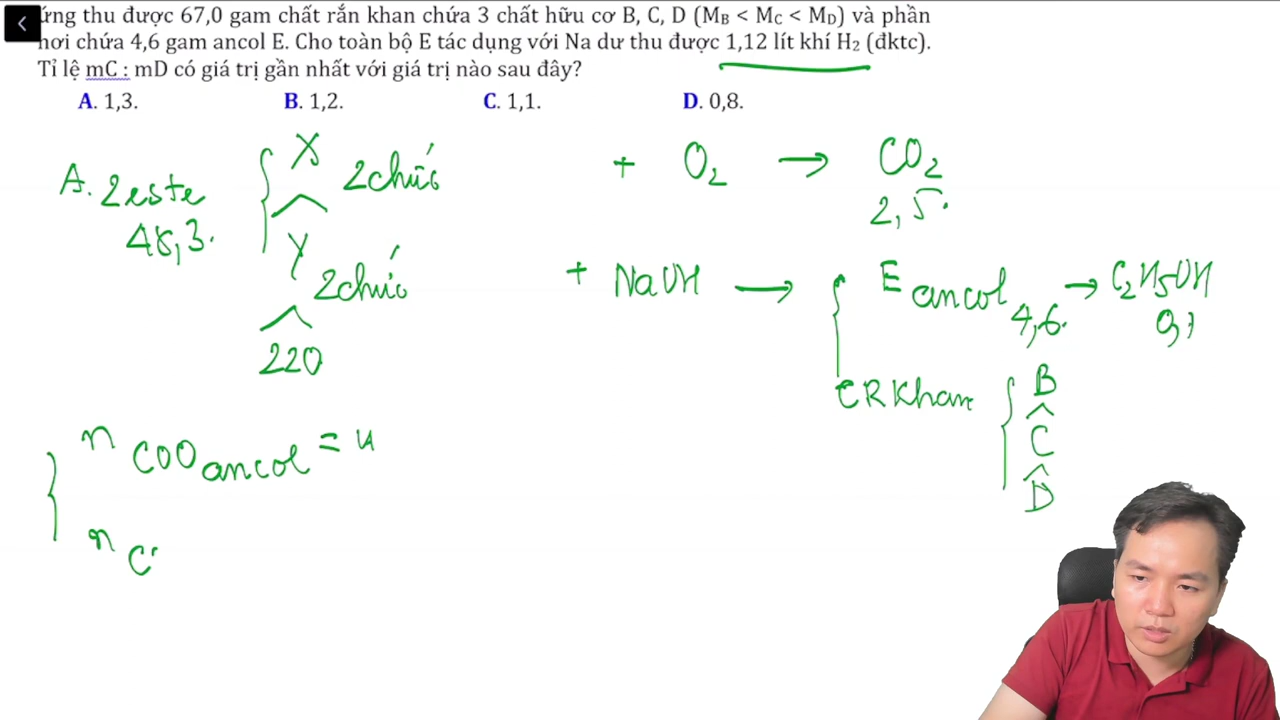 ứng thu được 67,0 gam chất rắn khan chứa 3 chất hữu cơ B, C, D (MB < MC < MD) và phần
hơi chứa 4,6 gam ancol E. Cho toàn bộ E tác dụng với Na dư thu được 1,12 lít khí H2 (đktc).
Tỉ lệ mC : mD có giá trị gần nhất với giá trị nào sau đây?
A. 1,3. B. 1,2. C. 1,1. D. 0,8.
A. 2este { X 2chức + O2 → CO2
48,3. 2,5.
Y 2chức + NaOH → { E ancol 4,6. → C2H5OH
0,1
220
CRKhan { B
C
D
{ n COO ancol = 
n C